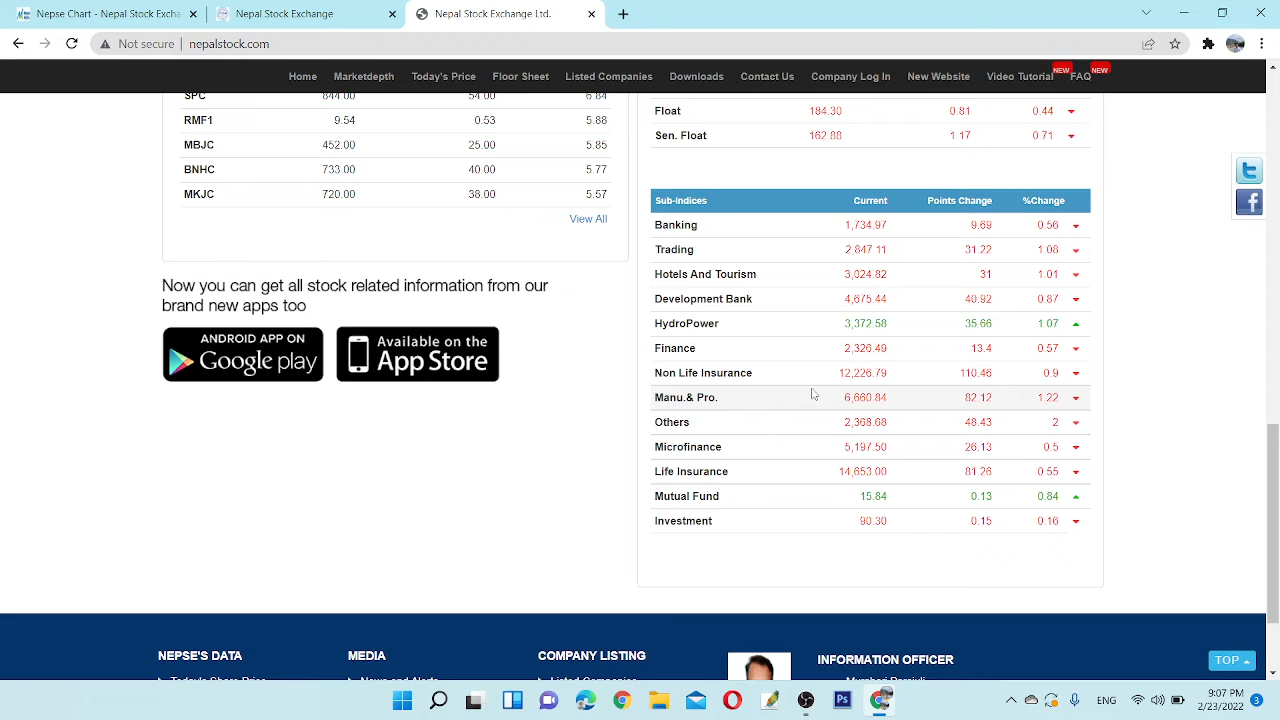 Nepse Chart - Nepal Stock Excha
Nepal Stock Exchange
Nepal Stock Exchange Ltd.
Not secure nepalstock.com
Home Marketdepth Today's Price Floor Sheet Listed Companies Downloads Contact Us Company Log In New Website Video Tutorial NEW FAQ NEW
SPC 844.00 54.00 6.84
RMF1 9.54 0.53 5.88
MBJC 452.00 25.00 5.85
BNHC 733.00 40.00 5.77
MKJC 720.00 38.00 5.57
View All
Now you can get all stock related information from our
brand new apps too
ANDROID APP ON
Google play
Available on the
App Store
Float 184.30 0.81 0.44
Sen. Float 162.88 1.17 0.71
Sub-Indices Current Points Change %Change
Banking 1,734.97 9.69 0.56
Trading 2,847.11 31.22 1.08
Hotels And Tourism 3,024.82 31 1.01
Development Bank 4,675.44 40.92 0.87
HydroPower 3,372.58 35.66 1.07
Finance 2,326.49 13.4 0.57
Non Life Insurance 12,226.79 110.46 0.9
Manu.& Pro. 6,660.84 82.12 1.22
Others 2,368.68 48.43 2
Microfinance 5,197.50 26.13 0.5
Life Insurance 14,653.00 81.26 0.55
Mutual Fund 15.84 0.13 0.84
Investment 90.30 0.15 0.16
NEPSE'S DATA MEDIA COMPANY LISTING INFORMATION OFFICER
TOP
ENG
9:07 PM
2/23/2022
3